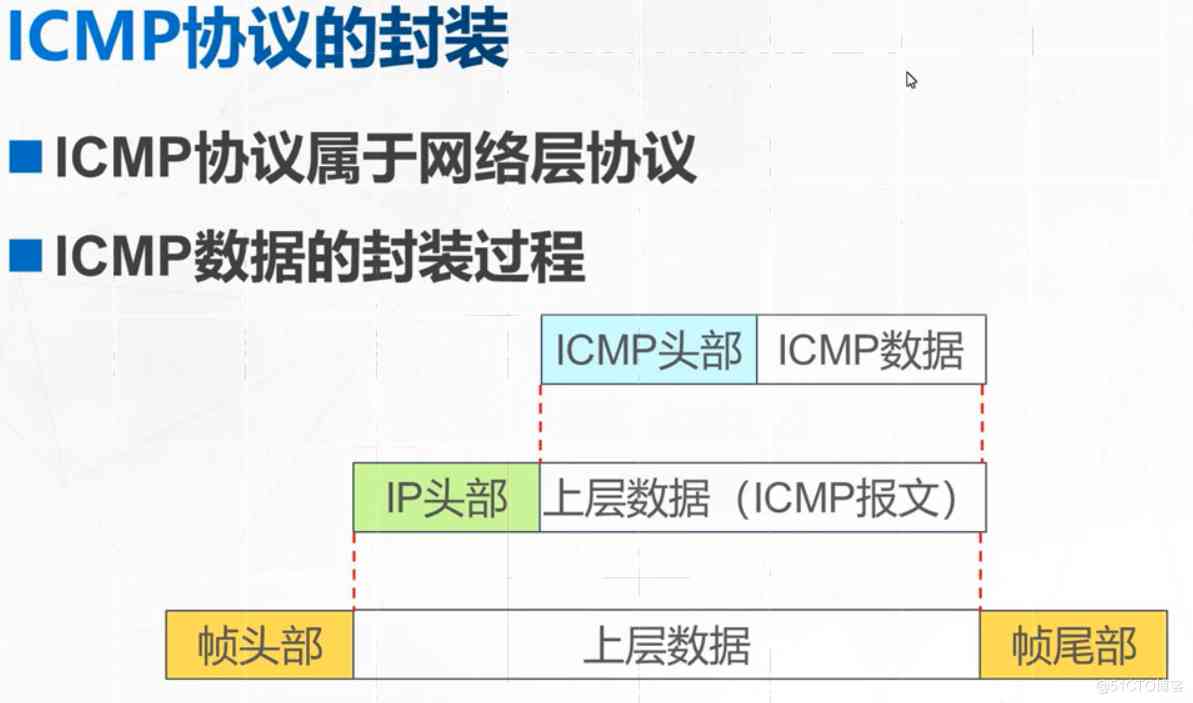 ICMP协议的封装
ICMP协议属于网络层协议
ICMP数据的封装过程
ICMP头部 ICMP数据
IP头部 上层数据（ICMP报文）
帧头部 上层数据 帧尾部
@51CTO博客